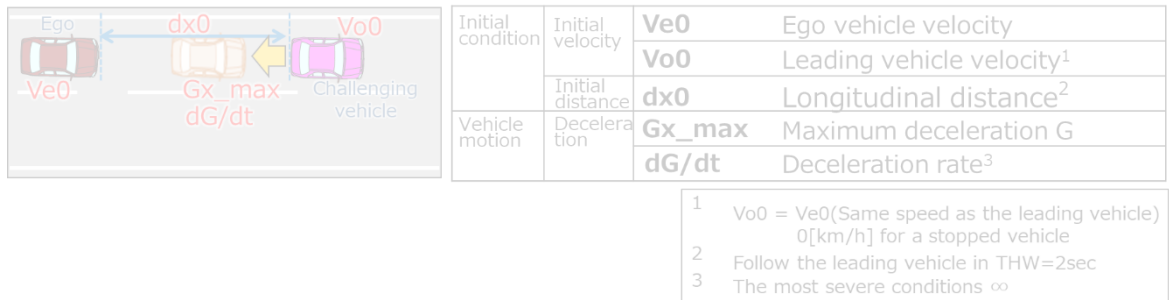 Ego
dx0
Vo0
Ve0
Gx_max
dG/dt
Challenging
vehicle
Initial
condition
Initial
velocity
Ve0
Ego vehicle velocity
Vo0
Leading vehicle velocity1
Initial
distance
dx0
Longitudinal distance2
Vehicle
motion
Decelera
tion
Gx_max
Maximum deceleration G
dG/dt
Deceleration rate3
1
Vo0 = Ve0(Same speed as the leading vehicle)
0[km/h] for a stopped vehicle
2
Follow the leading vehicle in THW=2sec
3
The most severe conditions ∞